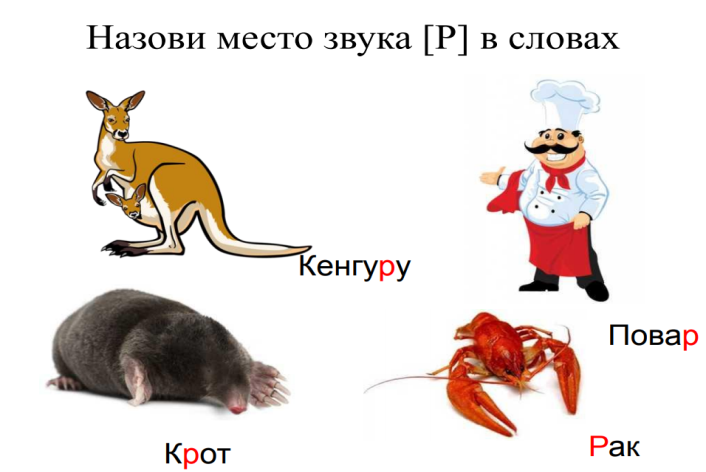 Назови место звука [Р] в словах
Кенгуру
Повар
Крот
Рак